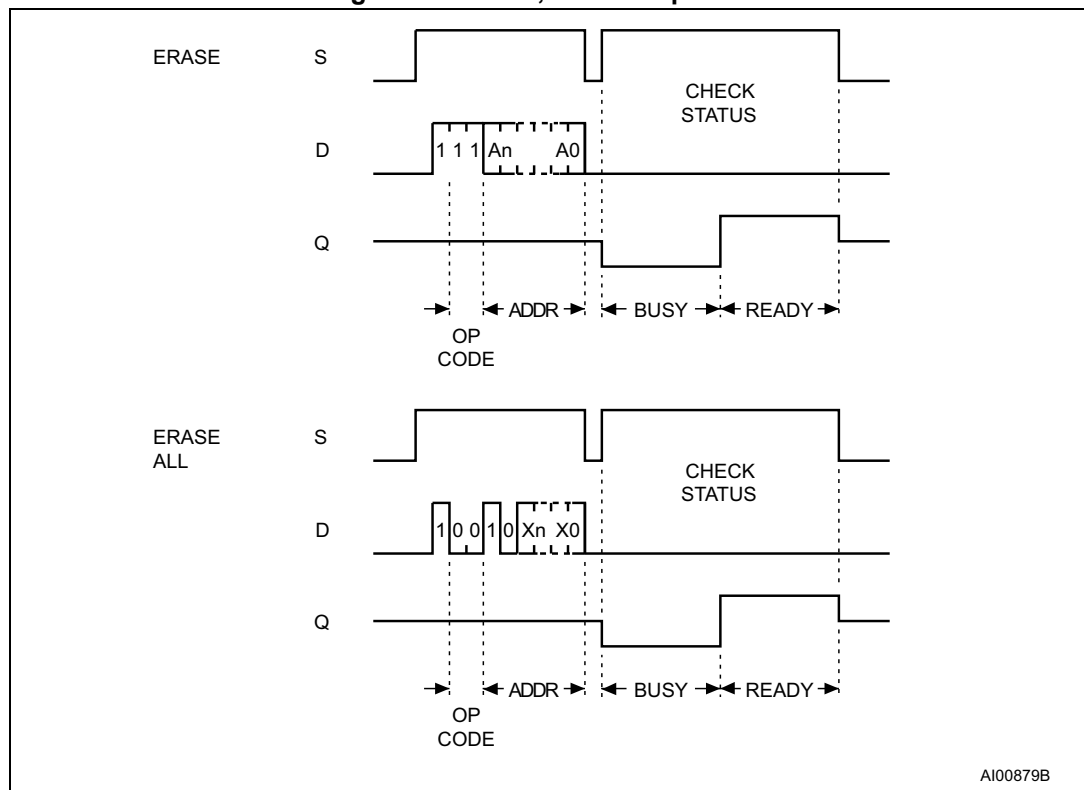 ERASE S
CHECK
STATUS
D 1 1 1 An A0
Q
ADDR BUSY READY
OP
CODE
ERASE
ALL S
CHECK
STATUS
D 1 0 0 1 0 Xn X0
Q
ADDR BUSY READY
OP
CODE
AI00879B